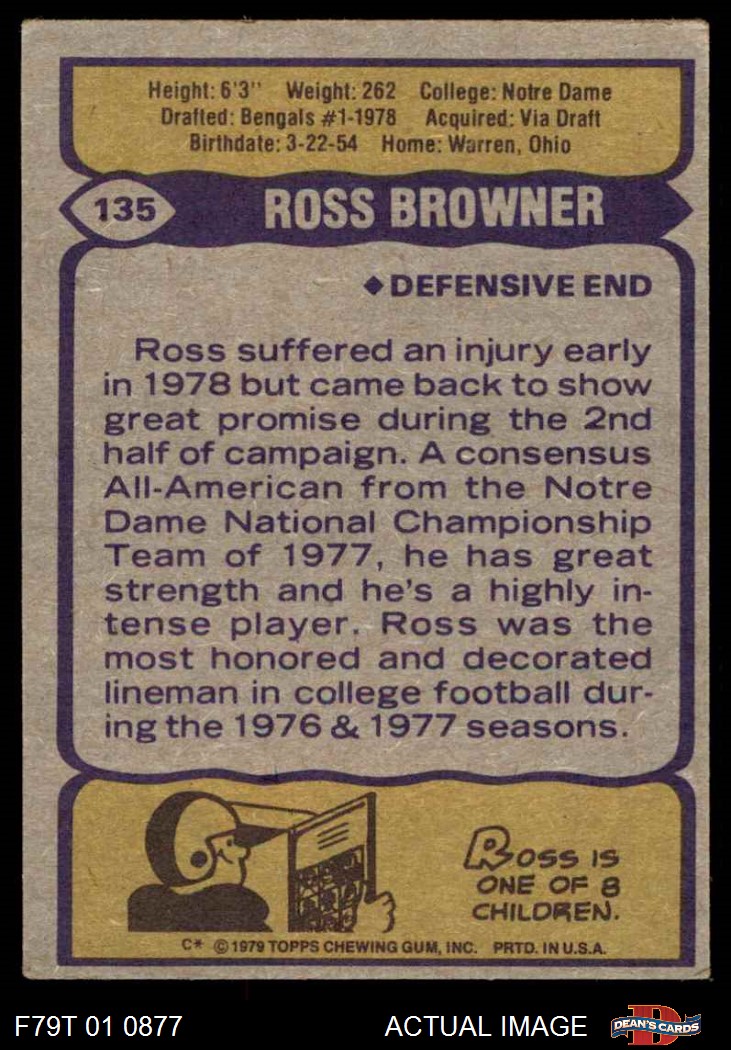 Height: 6'3'' Weight: 262 College: Notre Dame
Drafted: Bengals #1-1978 Acquired: Via Draft
Birthdate: 3-22-54 Home: Warren, Ohio
135 ROSS BROWNER
◆DEFENSIVE END
Ross suffered an injury early
in 1978 but came back to show
great promise during the 2nd
half of campaign. A consensus
All-American from the Notre
Dame National Championship
Team of 1977, he has great
strength and he's a highly in-
tense player. Ross was the
most honored and decorated
lineman in college football dur-
ing the 1976 & 1977 seasons.
ROSS IS
ONE OF 8
CHILDREN.
C* © 1979 TOPPS CHEWING GUM, INC. PRTD. IN U.S.A.
F79T 01 0877 ACTUAL IMAGE D DEAN'S CARDS